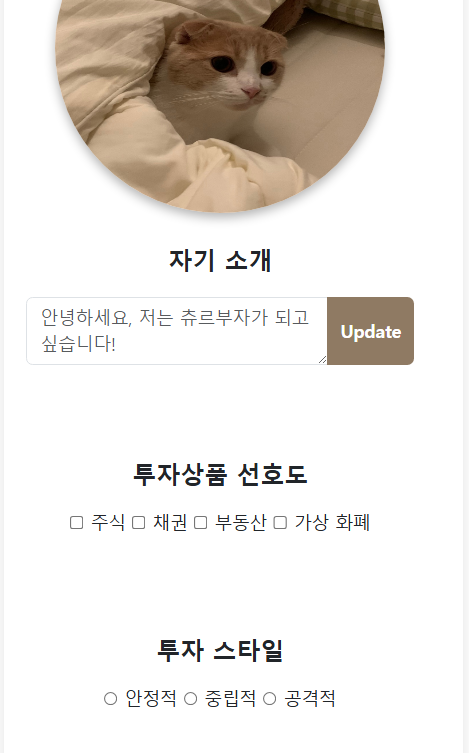 자기 소개
안녕하세요, 저는 츄르부자가 되고
싶습니다!
Update
투자상품 선호도
주식 채권 부동산 가상 화폐
투자 스타일
안정적 중립적 공격적